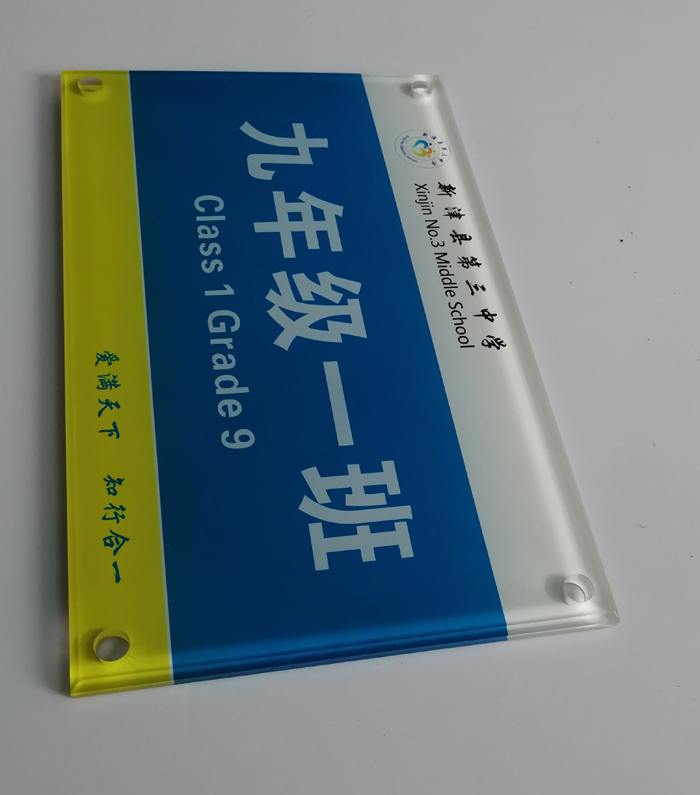 新津县第三中学
Xinjin No.3 Middle School
九年级一班
Class 1 Grade 9
爱满天下 知行合一